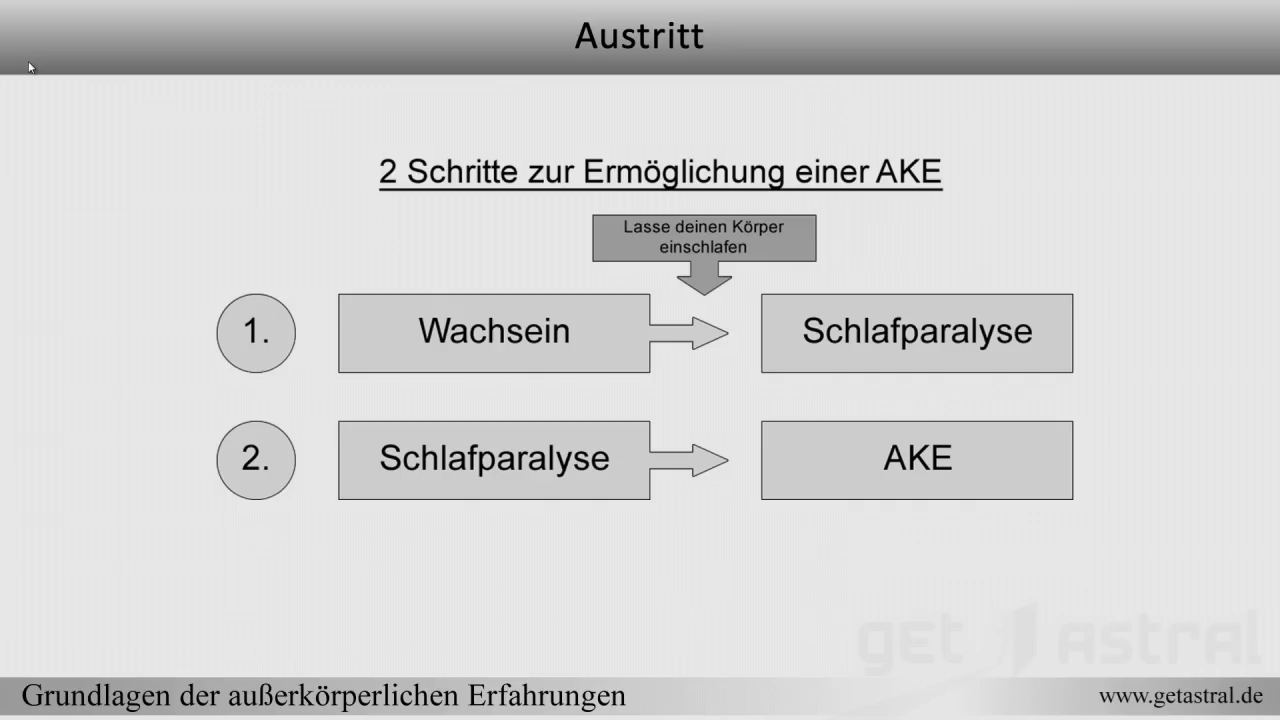 Austritt
2 Schritte zur Ermöglichung einer AKE
Lasse deinen Körper
einschlafen
1. Wachsein Schlafparalyse
2. Schlafparalyse AKE
get astral
Grundlagen der außerkörperlichen Erfahrungen www.getastral.de